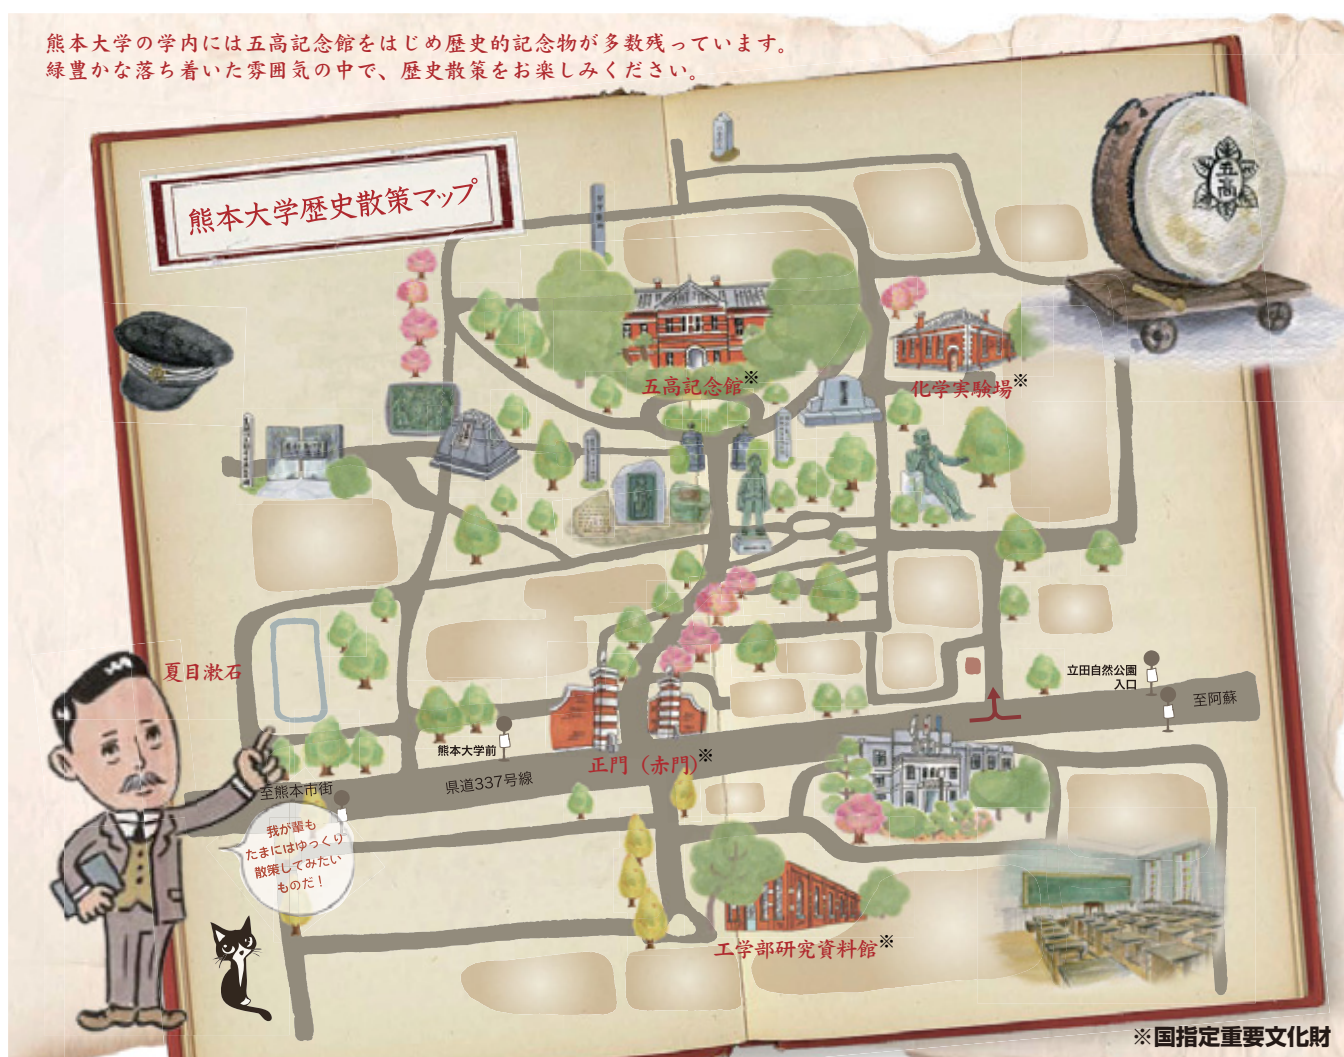 熊本大学の学内には五高記念館をはじめ歴史的記念物が多数残っています。
緑豊かな落ち着いた雰囲気の中で、歴史散策をお楽しみください。
熊本大学歴史散策マップ
五高
五高記念館※
化学実験場※
夏目漱石
立田自然公園
入口
至阿蘇
熊本大学前
正門（赤門）※
県道337号線
至熊本市街
我が輩も
たまにはゆっくり
散策してみたい
ものだ！
工学部研究資料館※
※国指定重要文化財